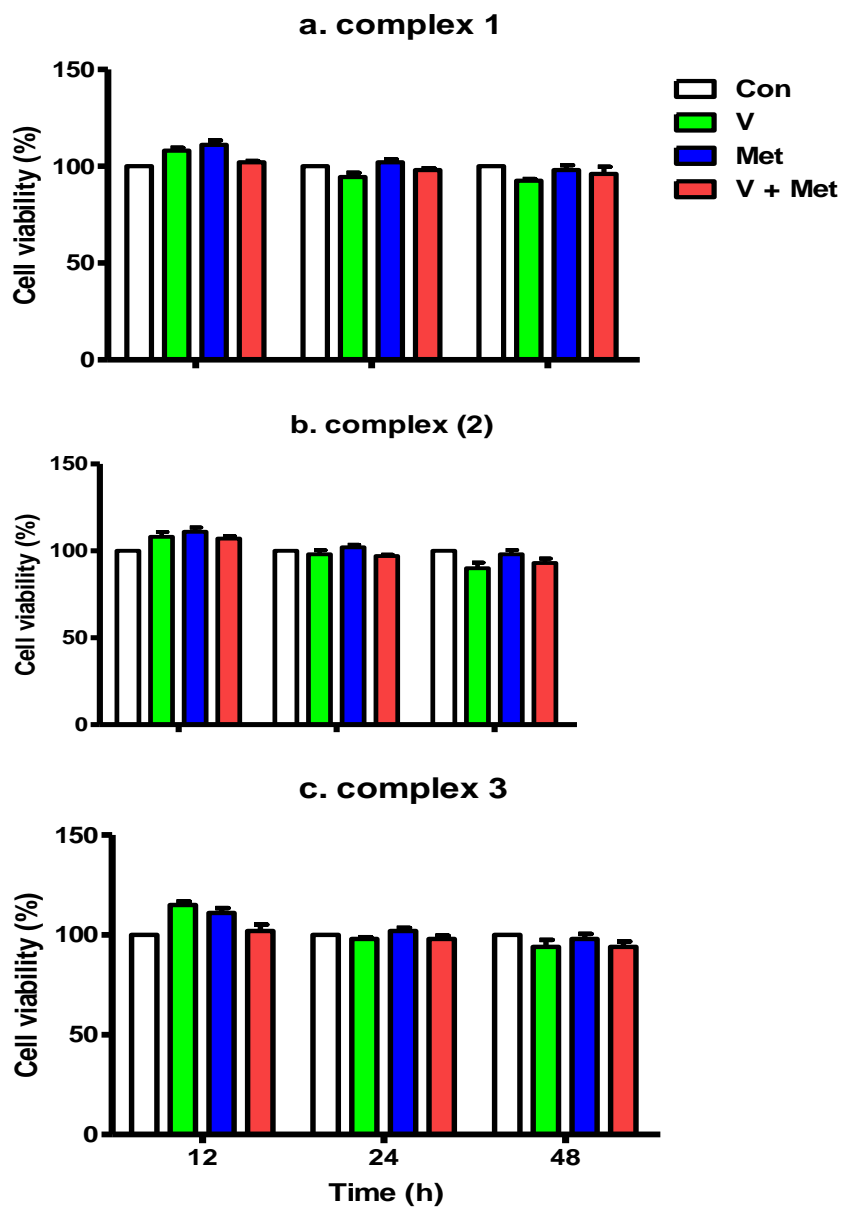 a. complex 1
150
100
50
0
Cell viability (%)
Con
V
Met
V + Met
b. complex (2)
150
100
50
0
Cell viability (%)
c. complex 3
150
100
50
0
Cell viability (%)
12 24 48
Time (h)